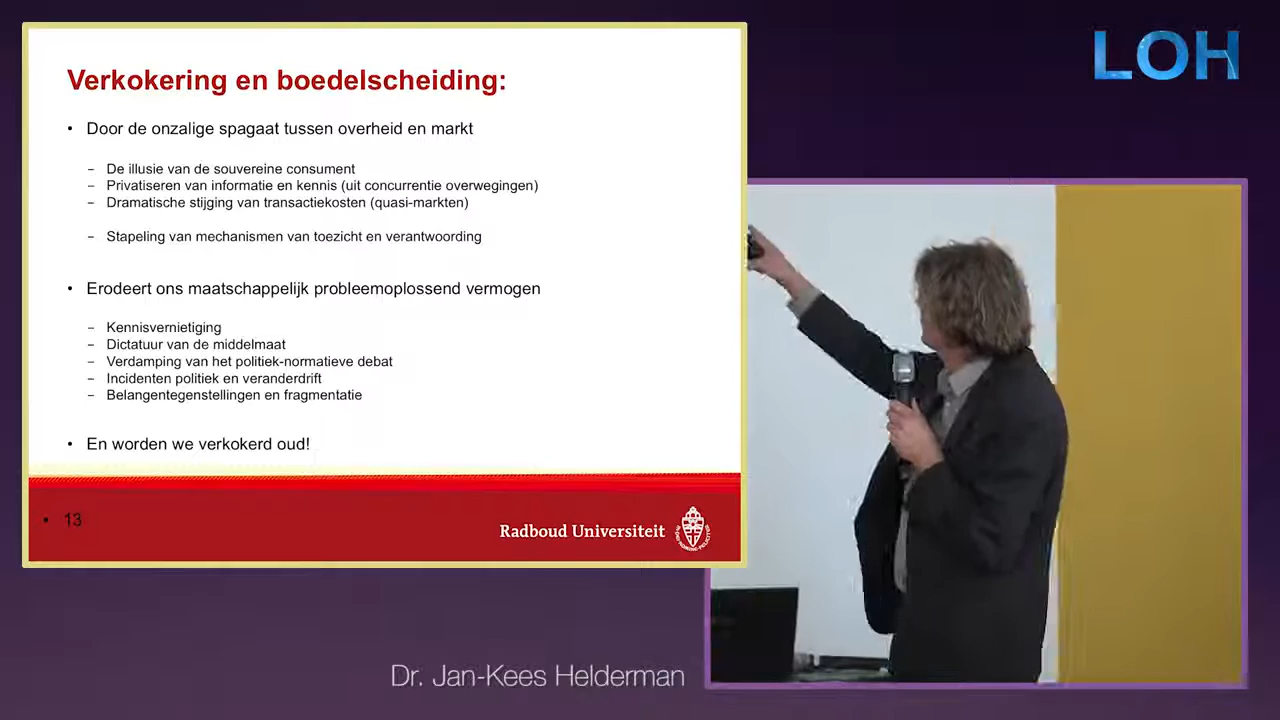 LOH
Verkokering en boedelscheiding:
• Door de onzalige spagaat tussen overheid en markt
– De illusie van de souvereine consument
– Privatiseren van informatie en kennis (uit concurrentie overwegingen)
– Dramatische stijging van transactiekosten (quasi-markten)
– Stapeling van mechanismen van toezicht en verantwoording
• Erodeert ons maatschappelijk probleemoplossend vermogen
– Kennisvernietiging
– Dictatuur van de middelmaat
– Verdamping van het politiek-normatieve debat
– Incidenten politiek en veranderdrift
– Belangentegenstellingen en fragmentatie
• En worden we verkokerd oud!
• 13
Radboud Universiteit
Dr. Jan-Kees Helderman